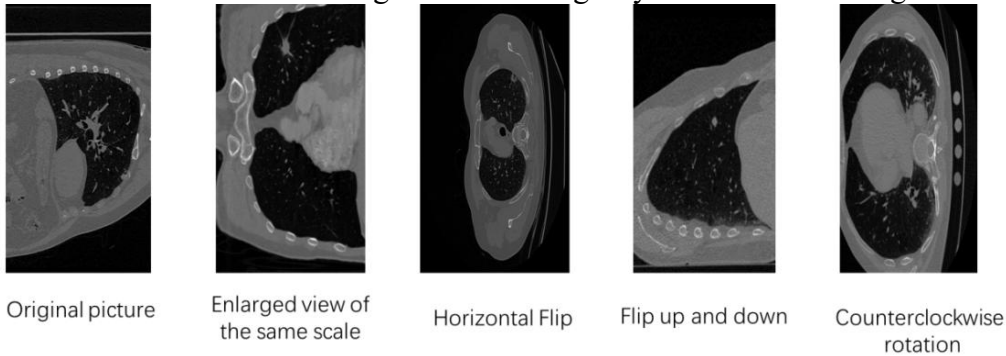 Original picture
Enlarged view of
the same scale
Horizontal Flip
Flip up and down
Counterclockwise
rotation